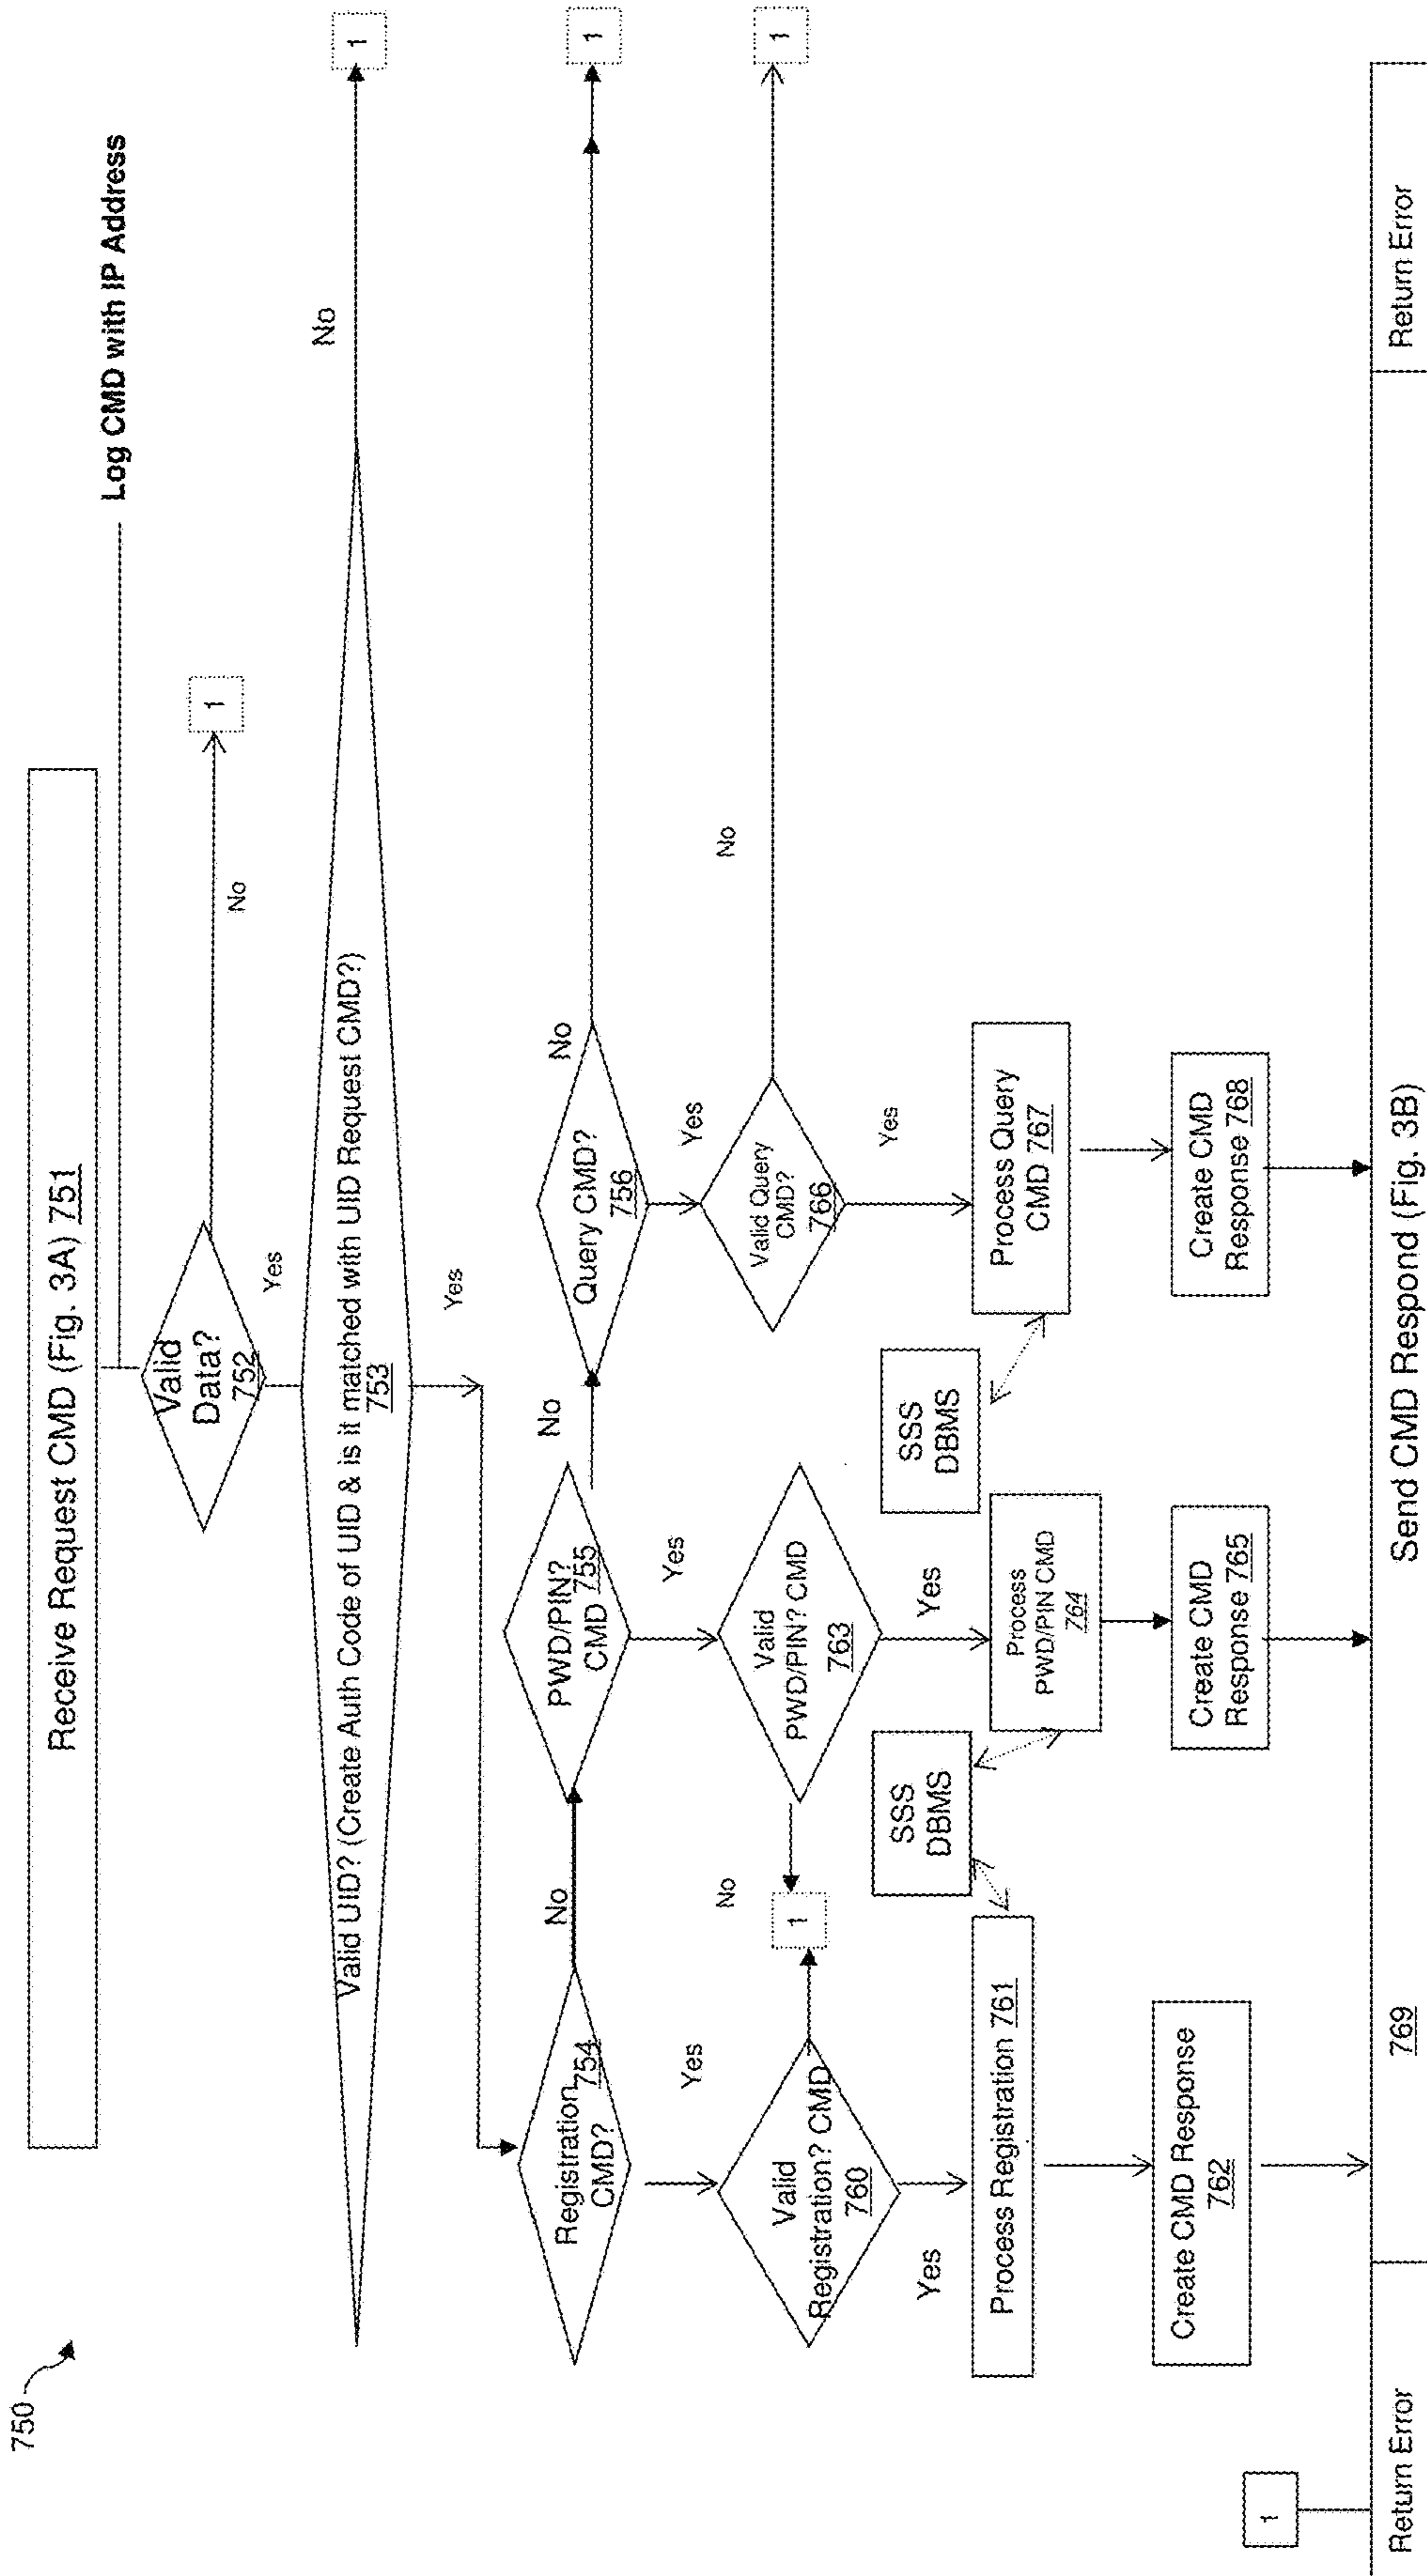 750
Receive Request CMD (Fig. 3A) 751
Log CMD with IP Address
Valid
Data?
752
No
1
Yes
Valid UID? (Create Auth Code of UID & is it matched with UID Request CMD?)
753
No
1
Yes
Registration
CMD?
754
No
PWD/PIN?
CMD 755
No
Query CMD?
756
No
1
Yes
Yes
Yes
Valid
Registration? CMD
760
1
No
Valid
PWD/PIN? CMD
763
Valid Query
CMD?
766
No
1
Yes
Yes
Yes
SSS
DBMS
SSS
DBMS
Process Registration 761
Process
PWD/PIN CMD
764
Process Query
CMD 767
Create CMD Response
762
Create CMD
Response 765
Create CMD
Response 768
1
Return Error
769
Send CMD Respond (Fig. 3B)
Return Error